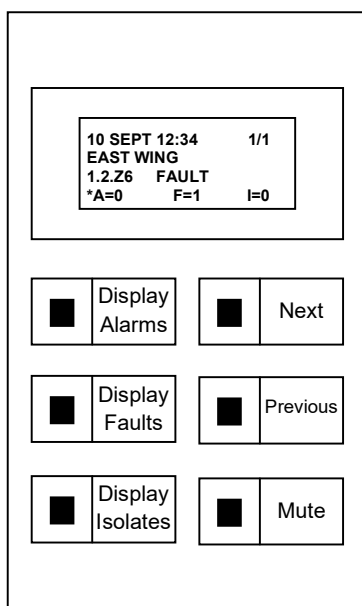 10 SEPT 12:34 1/1
EAST WING
1.2.Z6 FAULT
*A=0 F=1 I=0
Display
Alarms
Next
Display
Faults
Previous
Display
Isolates
Mute